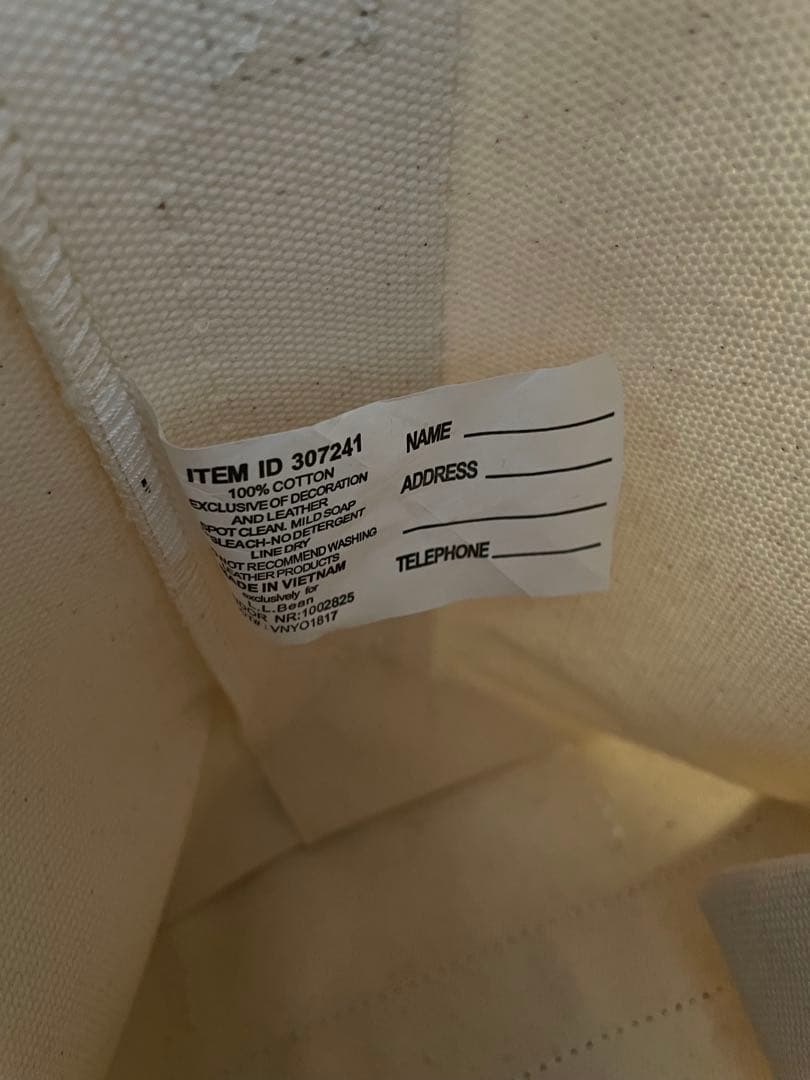 ITEM ID 307241
100% COTTON
EXCLUSIVE OF DECORATION
AND LEATHER
SPOT CLEAN. MILD SOAP
BLEACH-NO DETERGENT
LINE DRY
NOT RECOMMEND WASHING
LEATHER PRODUCTS
MADE IN VIETNAM
exclusively for
L.L.Bean
NR:1002825
VNYO1817
NAME
ADDRESS
TELEPHONE